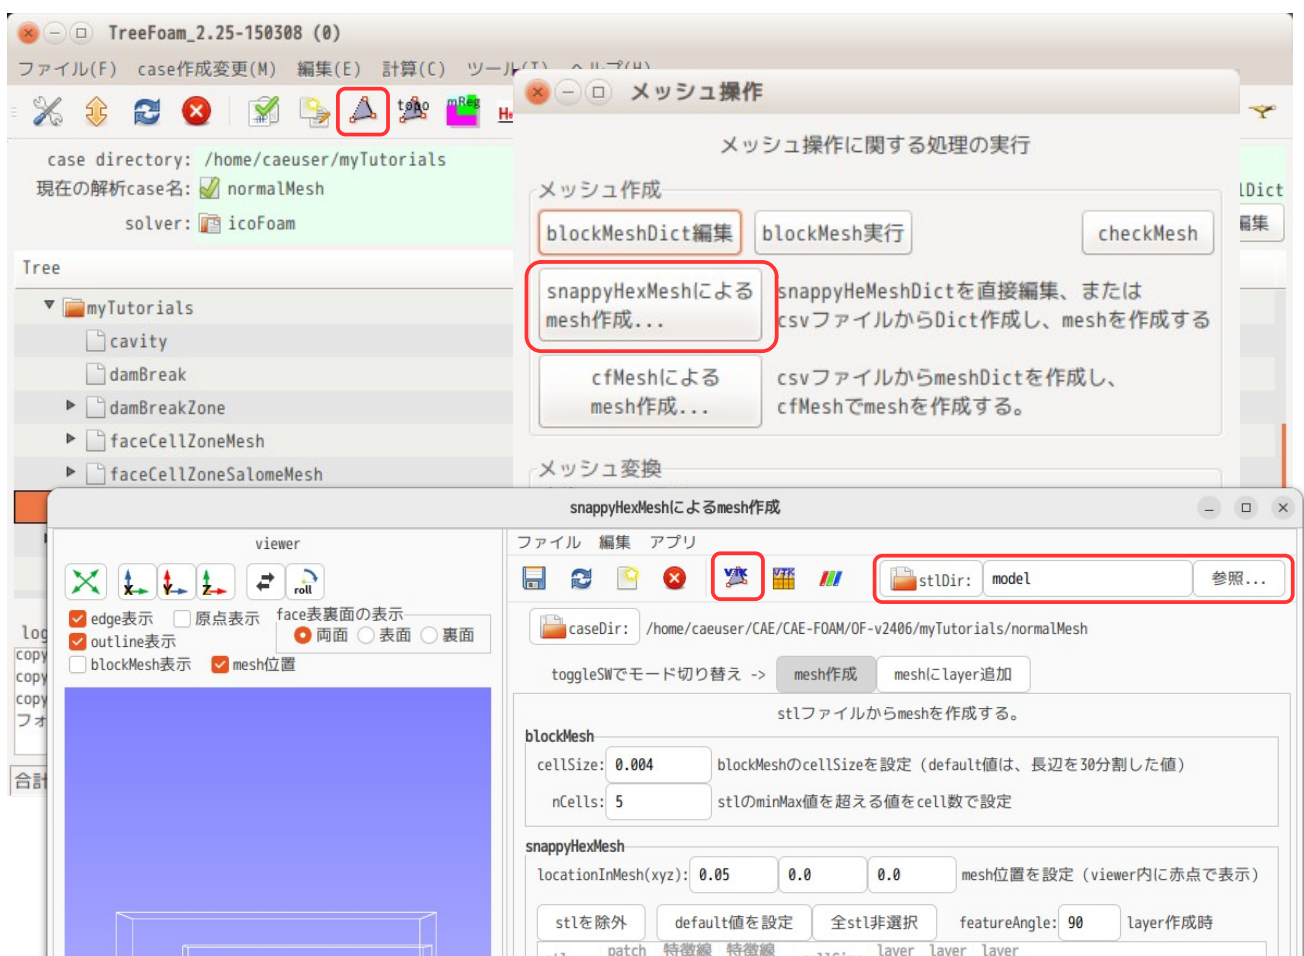 TreeFoam_2.25-150308 (0)
ファイル(F) case作成変更(M) 編集(E) 計算(C)
メッシュ操作
topo mReg
case directory: /home/caeuser/myTutorials
現在の解析case名: normalMesh
solver: icoFoam
lDict
編集
Tree
myTutorials
cavity
damBreak
damBreakZone
faceCellZoneMesh
faceCellZoneSalomeMesh
メッシュ操作に関する処理の実行
メッシュ作成
blockMeshDict編集 blockMesh実行 checkMesh
snappyHexMeshによる
mesh作成...
snappyHeMeshDictを直接編集、または
csvファイルからDict作成し、meshを作成する
cfMeshによる
mesh作成...
csvファイルからmeshDictを作成し、
cfMeshでmeshを作成する。
メッシュ変換
log
copy
copy
copy
フォ
合計
snappyHexMeshによるmesh作成
viewer
X Y Z roll
edge表示 原点表示 face表裏面の表示
outline表示 両面 表面 裏面
blockMesh表示 mesh位置
ファイル 編集 アプリ
VTK VTK stlDir: model 参照...
caseDir: /home/caeuser/CAE/CAE-FOAM/OF-v2406/myTutorials/normalMesh
toggleSWでモード切り替え -> mesh作成 meshにlayer追加
stlファイルからmeshを作成する。
blockMesh
cellSize: 0.004 blockMeshのcellSizeを設定（default値は、長辺を30分割した値）
nCells: 5 stlのminMax値を超える値をcell数で設定
snappyHexMesh
locationInMesh(xyz): 0.05 0.0 0.0 mesh位置を設定（viewer内に赤点で表示）
stlを除外 default値を設定 全stl非選択 featureAngle: 90 layer作成時
patch 特徴線 特徴線 layer layer layer